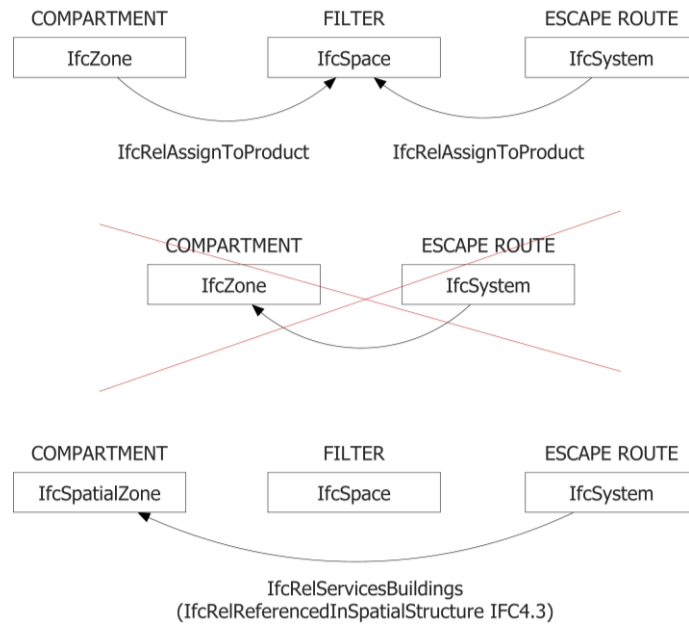 COMPARTMENT FILTER ESCAPE ROUTE
IfcZone IfcSpace IfcSystem
IfcRelAssignToProduct IfcRelAssignToProduct
COMPARTMENT ESCAPE ROUTE
IfcZone IfcSystem
COMPARTMENT FILTER ESCAPE ROUTE
IfcSpatialZone IfcSpace IfcSystem
IfcRelServicesBuildings
(IfcRelReferencedInSpatialStructure IFC4.3)